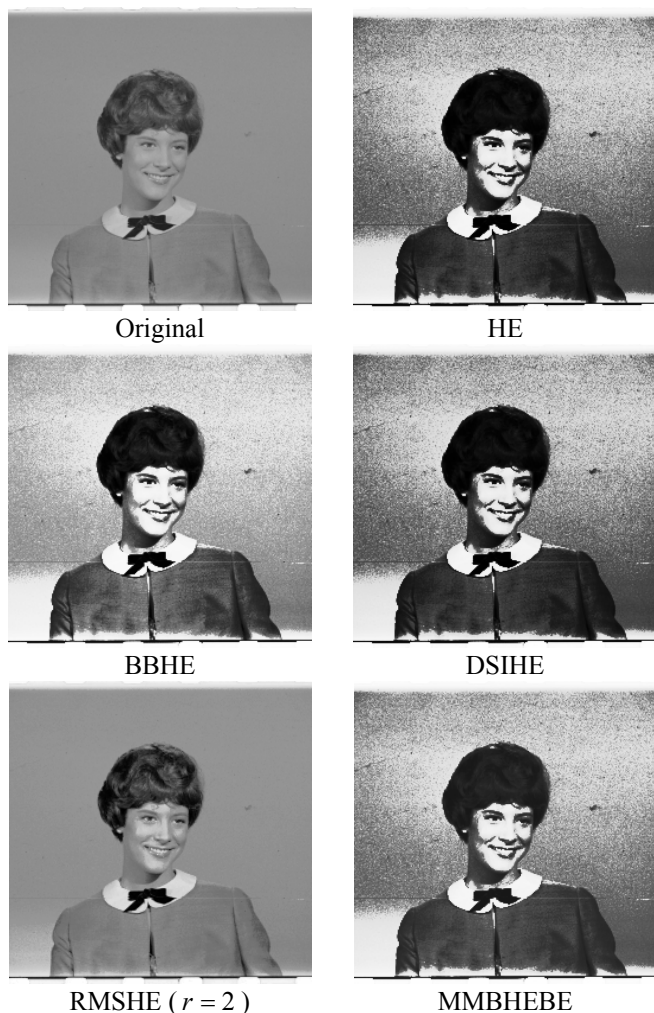 Original
HE
BBHE
DSIHE
RMSHE ( r = 2 )
MMBHEBE